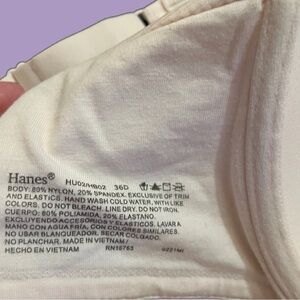 Hanes®
HU02/HB02 36D
BODY: 80% NYLON, 20% SPANDEX. EXCLUSIVE OF TRIM
AND ELASTICS. HAND WASH COLD WATER, WITH LIKE
COLORS. DO NOT BLEACH. LINE DRY. DO NOT IRON.
CUERPO: 80% POLIAMIDA, 20% ELASTANO.
EXCLUYENDO ACCESORIOS Y ELASTICOS. LAVAR A
MANO CON AGUA FRÍA, CON COLORES SIMILARES.
NO USAR BLANQUEADOR. SECAR COLGADO.
NO PLANCHAR. MADE IN VIETNAM /
HECHO EN VIETNAM RN15763